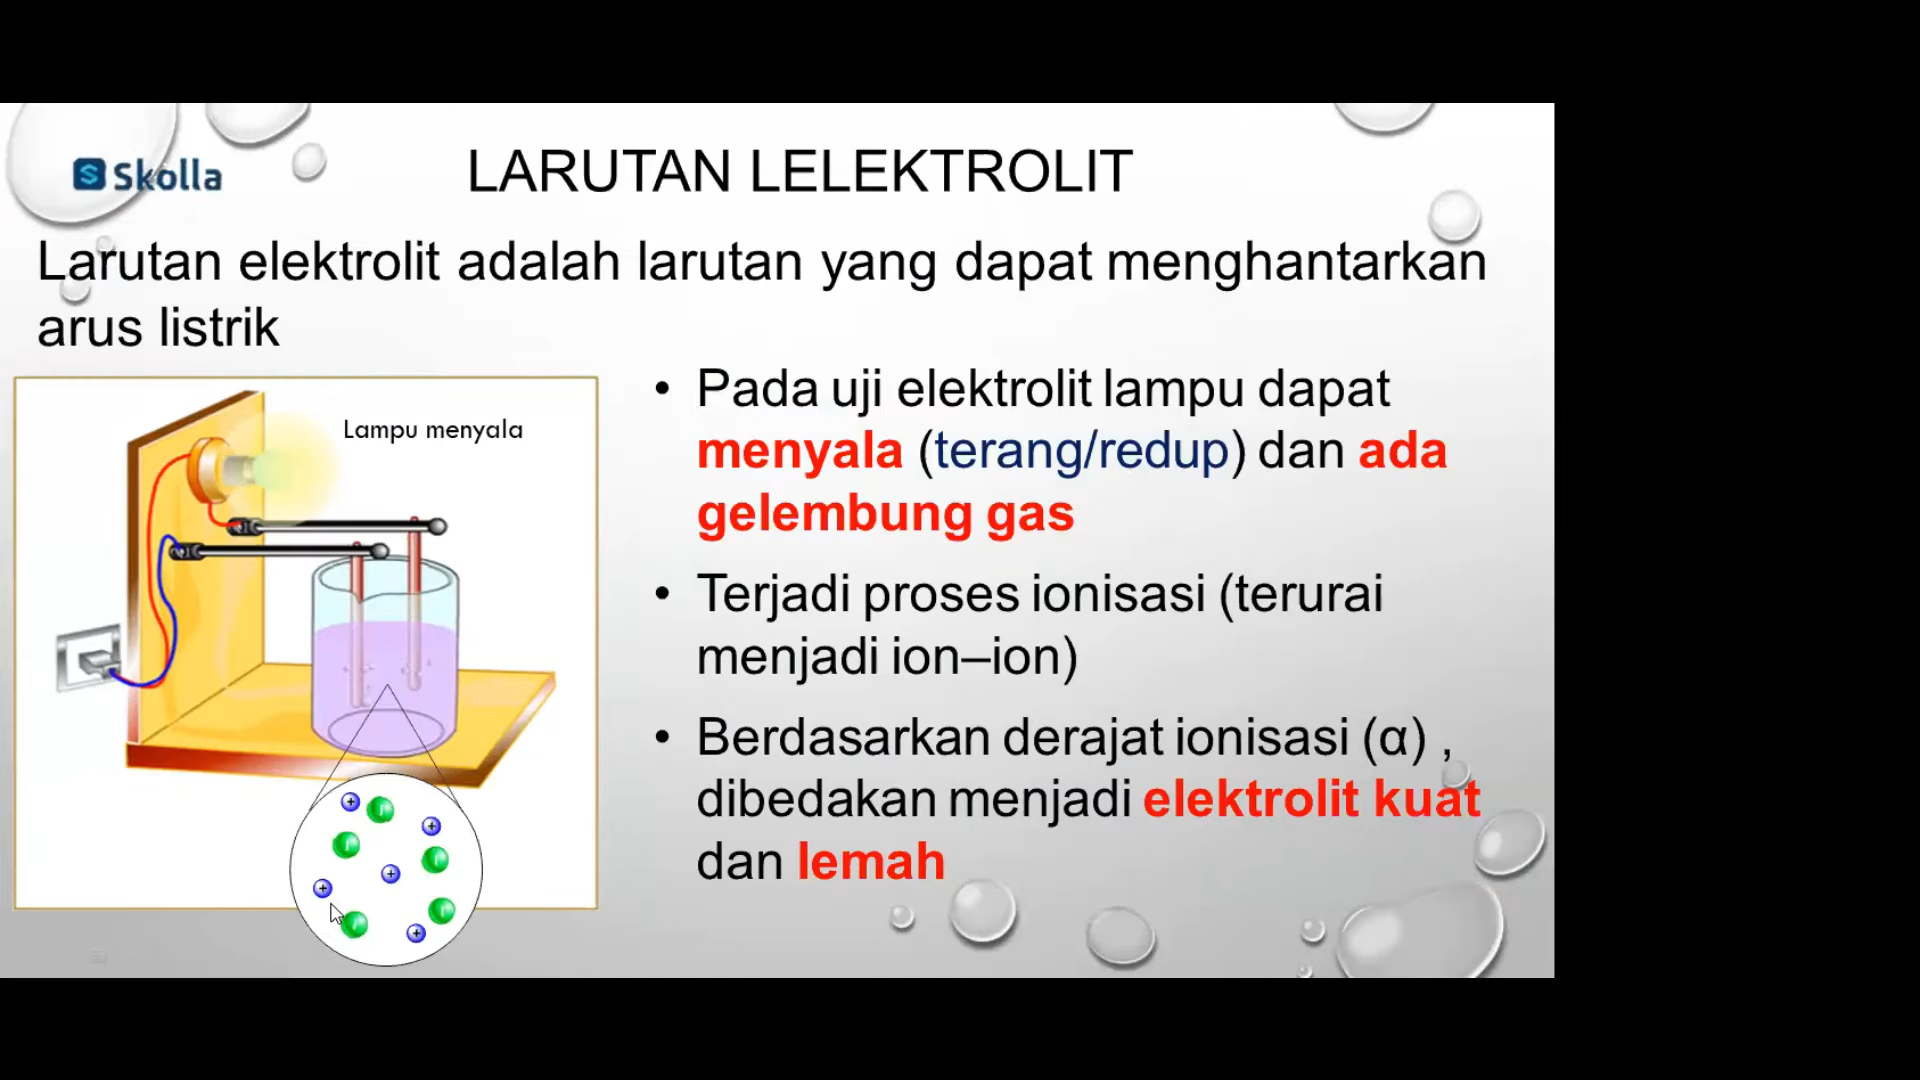 Skolla
LARUTAN LELEKTROLIT
Larutan elektrolit adalah larutan yang dapat menghantarkan
arus listrik
Lampu menyala
• Pada uji elektrolit lampu dapat
menyala (terang/redup) dan ada
gelembung gas
• Terjadi proses ionisasi (terurai
menjadi ion–ion)
• Berdasarkan derajat ionisasi (α) ,
dibedakan menjadi elektrolit kuat
dan lemah